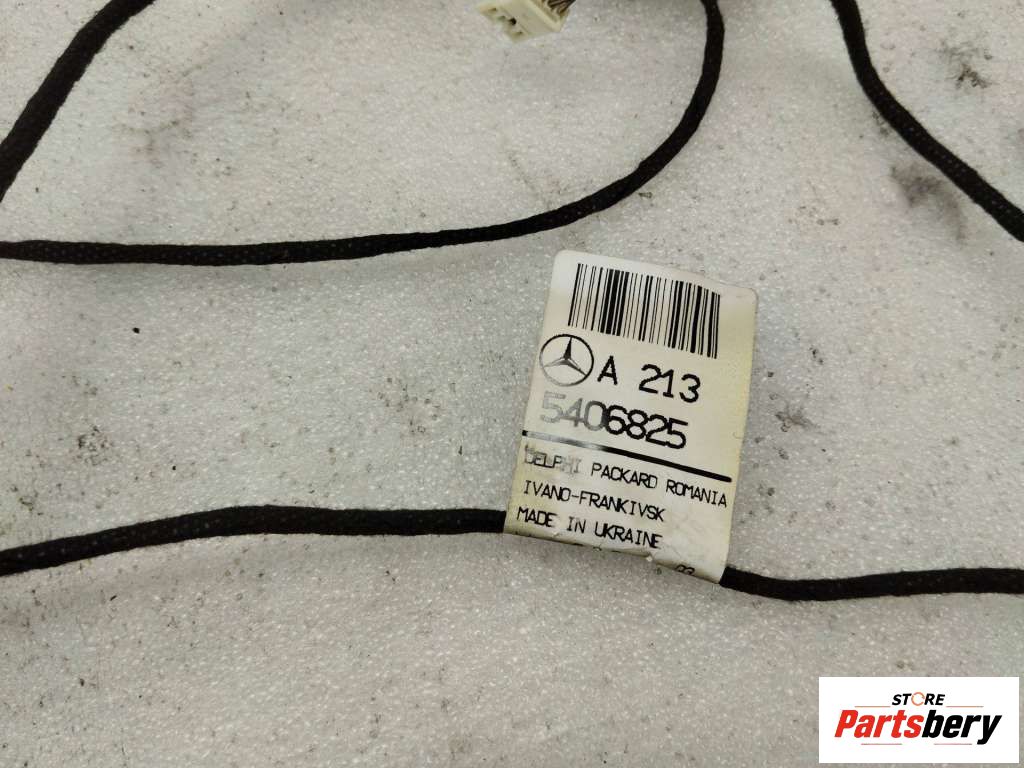 A 213
5406825
DELPHI PACKARD ROMANIA
IVANO-FRANKIVSK
MADE IN UKRAINE
STORE
Partsbery